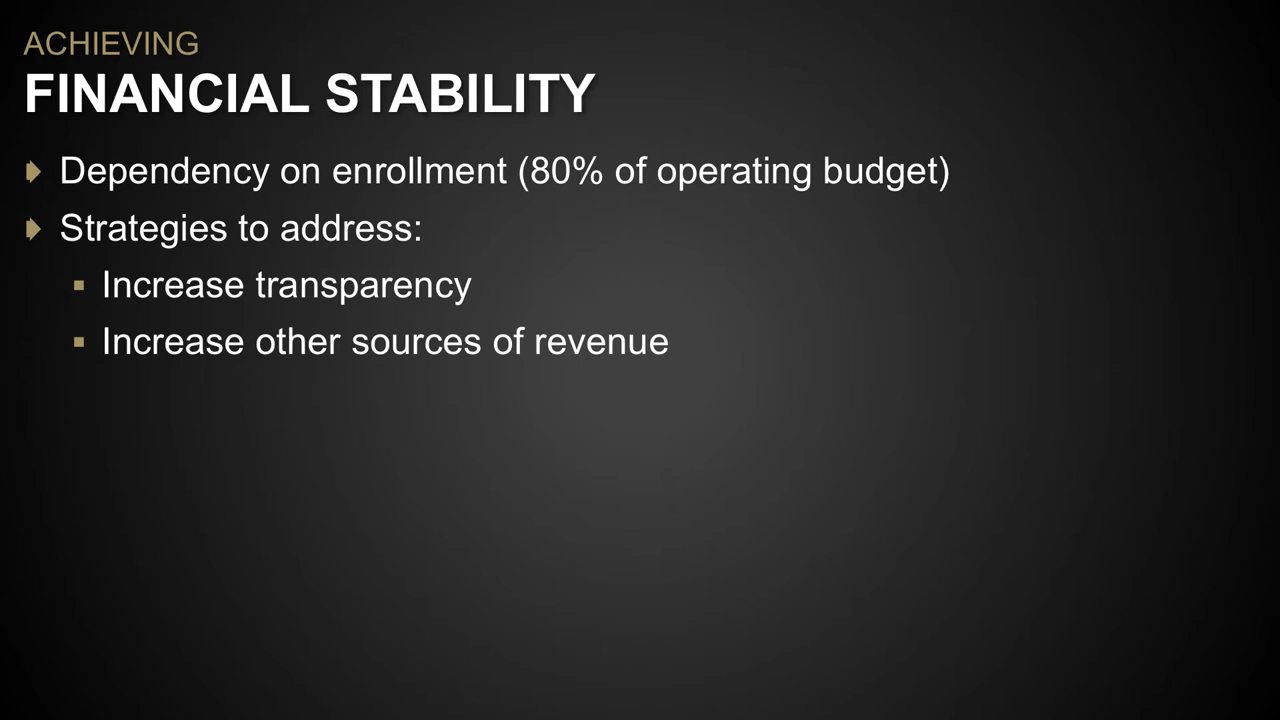 ACHIEVING
FINANCIAL STABILITY
Dependency on enrollment (80% of operating budget)
Strategies to address:
Increase transparency
Increase other sources of revenue